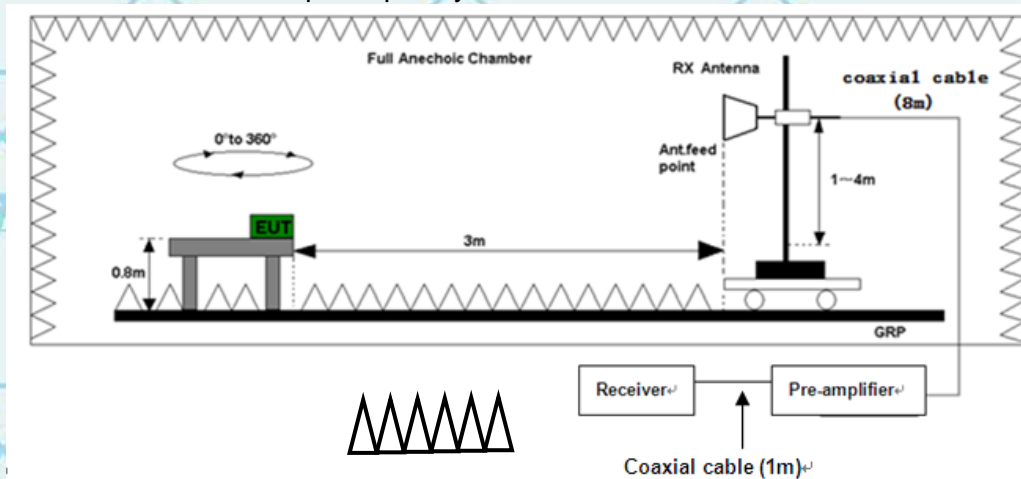 Full Anechoic Chamber
RX Antenna
coaxial cable
(8m)
0°to 360°
Ant.feed
point
1~4m
EUT
3m
0.8m
GRP
Receiver↵
Pre-amplifier↵
Coaxial cable (1m)↵